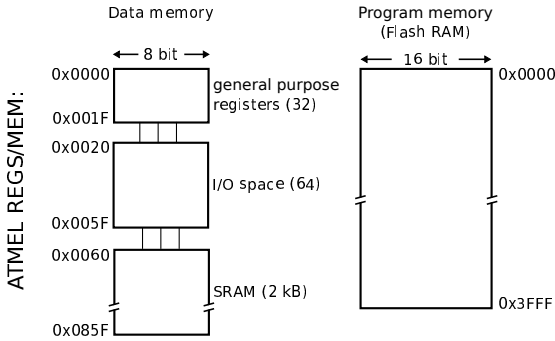 Data memory
8 bit
0x0000
general purpose
registers (32)
0x001F
0x0020
I/O space (64)
0x005F
0x0060
SRAM (2 kB)
0x085F
ATMEL REGS/MEM:
Program memory
(Flash RAM)
16 bit
0x0000
0x3FFF